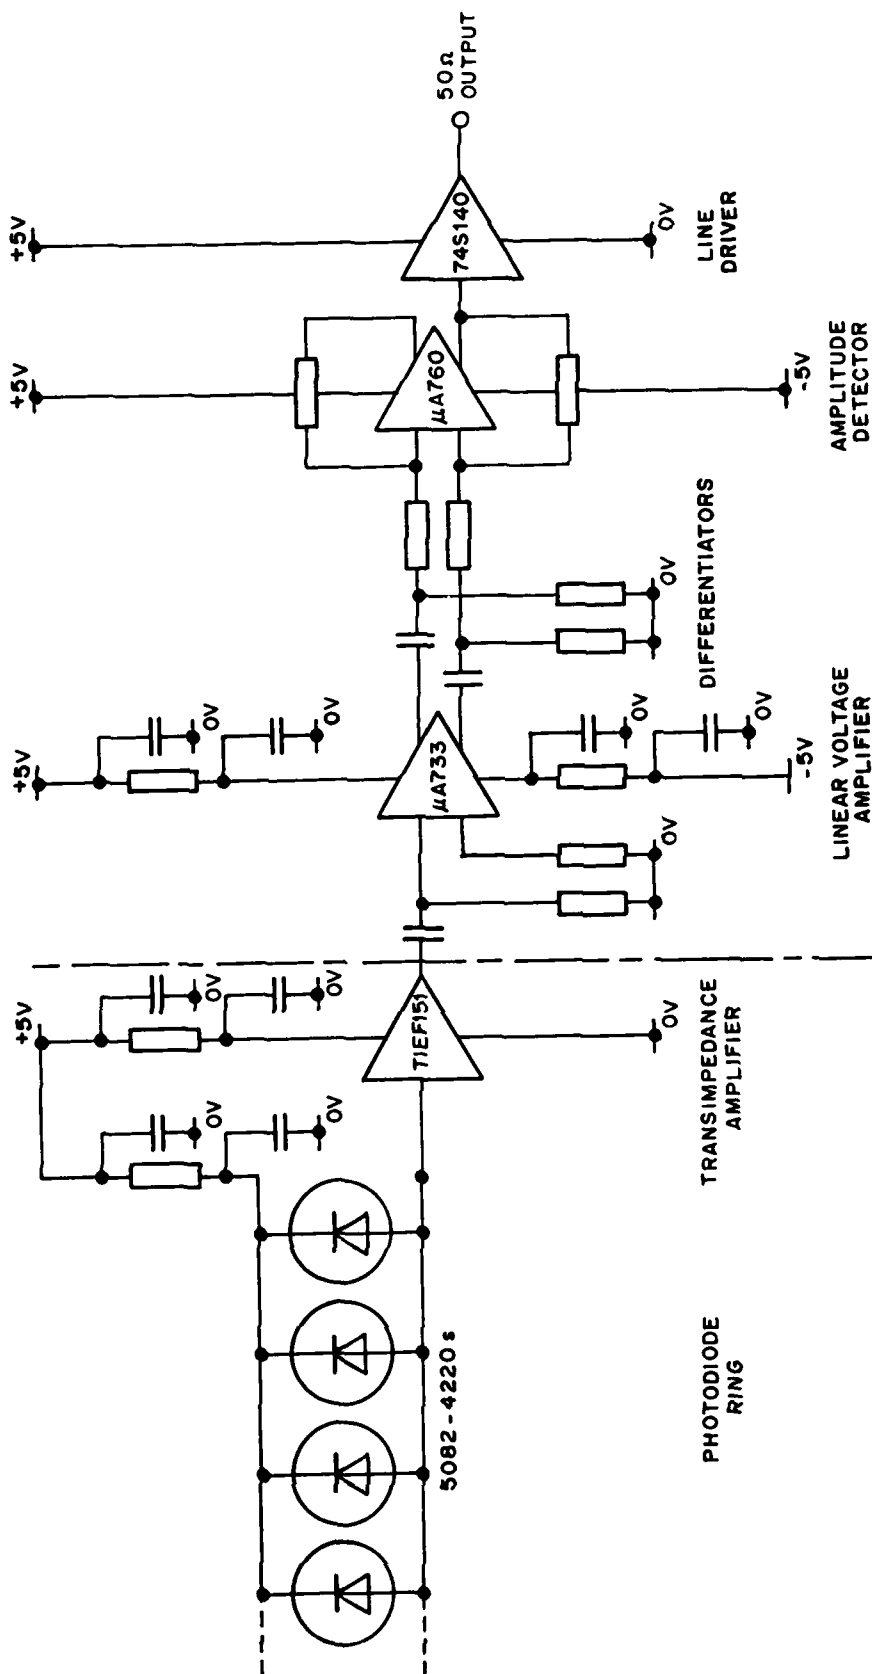 +5V
+5V
+5V
+5V
0V
0V
0V
0V
0V
0V
5082-4220s
TIEF151
µA733
µA760
74S140
50Ω
OUTPUT
0V
0V
0V
0V
0V
0V
-5V
-5V
PHOTODIODE
RING
TRANSIMPEDANCE
AMPLIFIER
LINEAR VOLTAGE
AMPLIFIER
DIFFERENTIATORS
AMPLITUDE
DETECTOR
LINE
DRIVER